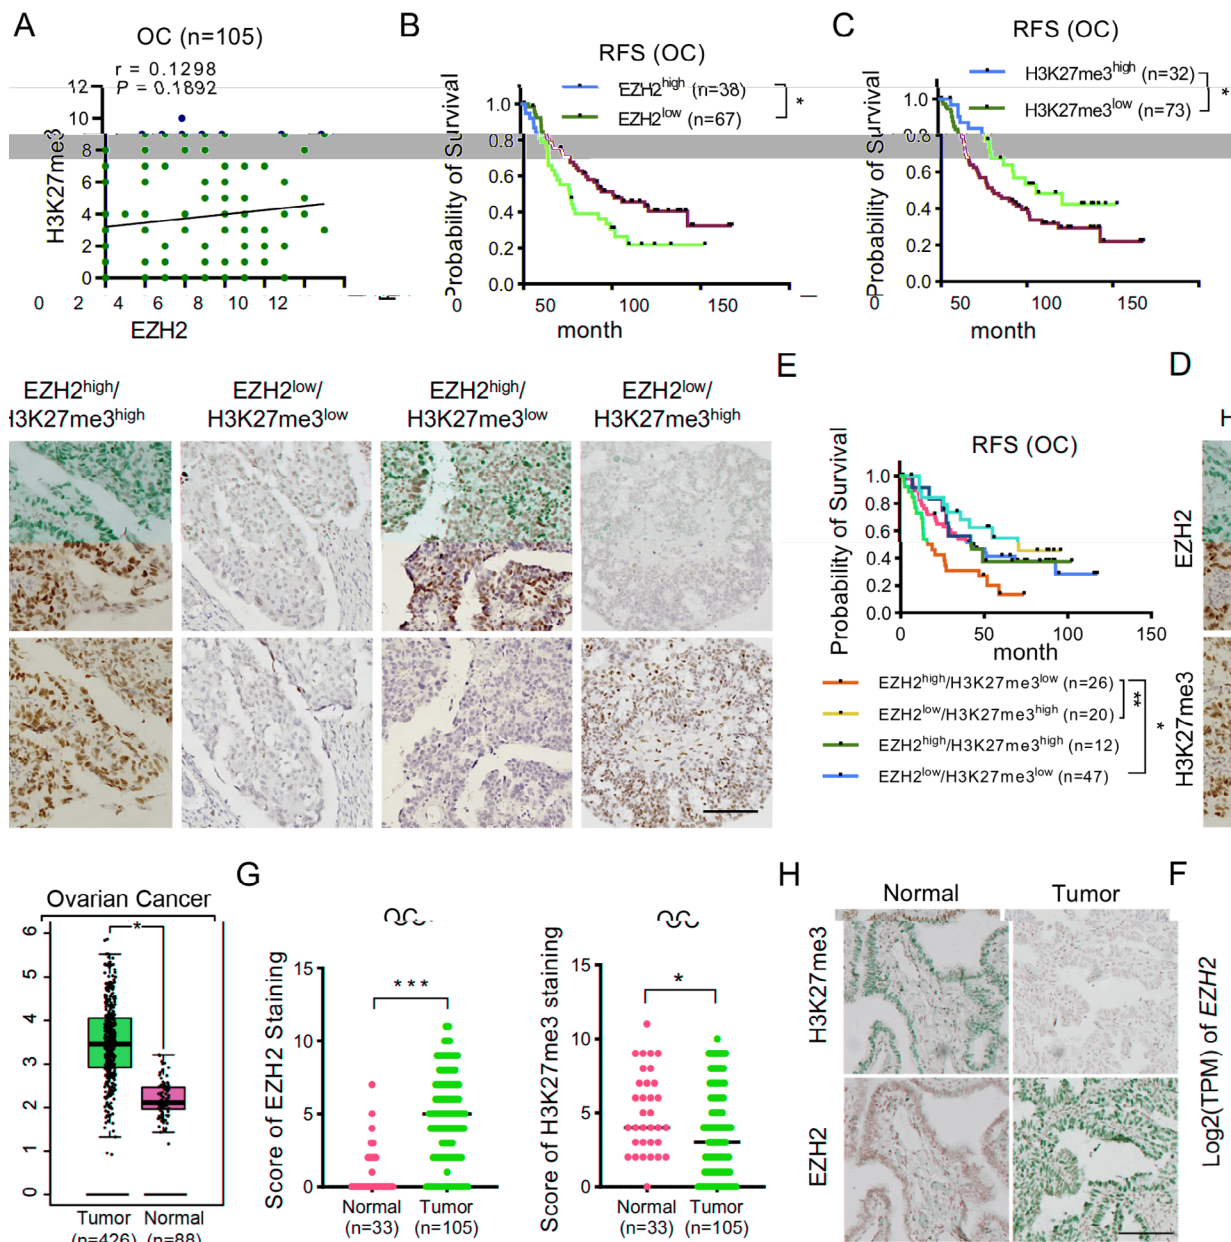 A
OC (n=105)
r = 0.1298
P = 0.1892
12
10
8
6
4
2
0
H3K27me3
0 2 4 6 8 10 12
EZH2
B
RFS (OC)
EZH2high (n=38)
EZH2low (n=67)
*
Probability of Survival
1.0
0.8
0.6
0.4
0.2
0.0
0 50 100 150
month
C
RFS (OC)
H3K27me3high (n=32)
H3K27me3low (n=73)
*
Probability of Survival
1.0
0.8
0.6
0.4
0.2
0.0
0 50 100 150
month
EZH2high/
H3K27me3high
EZH2low/
H3K27me3low
EZH2high/
H3K27me3low
EZH2low/
H3K27me3high
E
RFS (OC)
Probability of Survival
1.0
0.8
0.6
0.4
0.2
0.0
0 50 100 150
month
EZH2high/H3K27me3low (n=26)
EZH2low/H3K27me3high (n=20)
EZH2high/H3K27me3high (n=12)
EZH2low/H3K27me3low (n=47)
**
*
D
H
EZH2
H3K27me3
Ovarian Cancer
*
6
5
4
3
2
1
0
Tumor Normal
(n=426) (n=88)
G
Score of EZH2 Staining
15
10
5
0
***
Normal Tumor
(n=33) (n=105)
Score of H3K27me3 staining
15
10
5
0
*
Normal Tumor
(n=33) (n=105)
H
Normal Tumor
H3K27me3
EZH2
F
Log2(TPM) of EZH2